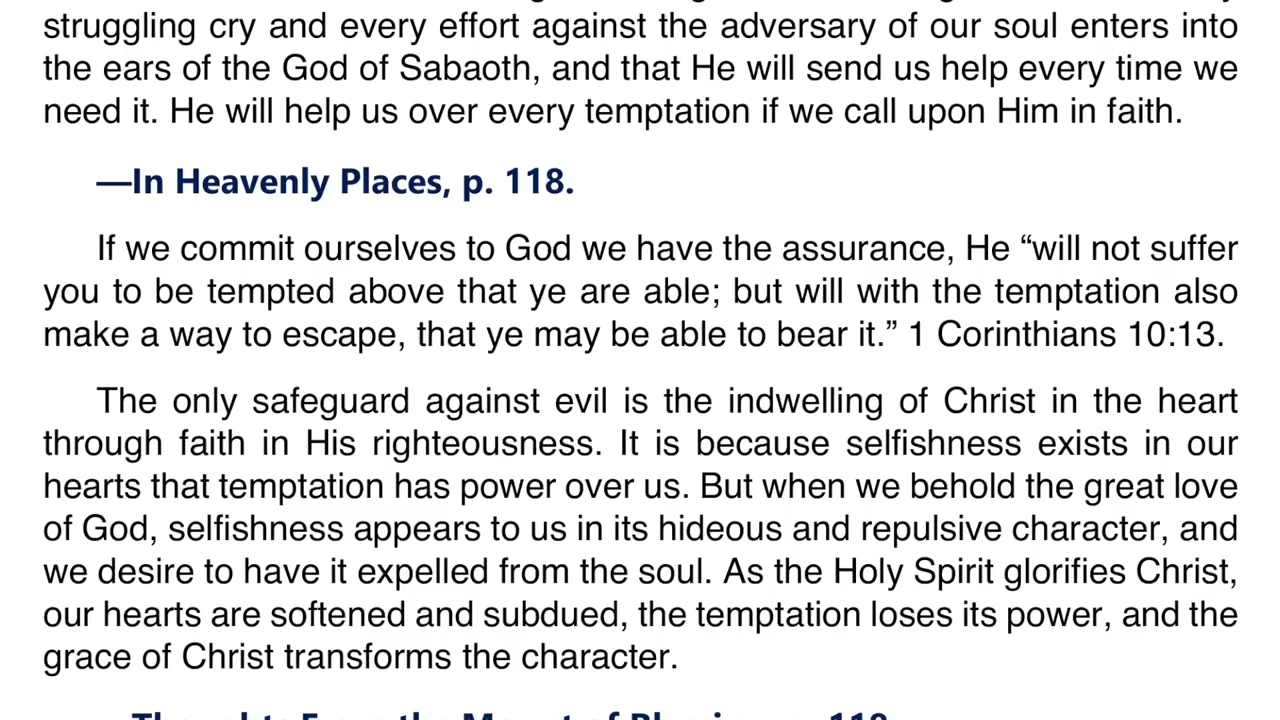 struggling cry and every effort against the adversary of our soul enters into
the ears of the God of Sabaoth, and that He will send us help every time we
need it. He will help us over every temptation if we call upon Him in faith.
—In Heavenly Places, p. 118.
If we commit ourselves to God we have the assurance, He “will not suffer
you to be tempted above that ye are able; but will with the temptation also
make a way to escape, that ye may be able to bear it.” 1 Corinthians 10:13.
The only safeguard against evil is the indwelling of Christ in the heart
through faith in His righteousness. It is because selfishness exists in our
hearts that temptation has power over us. But when we behold the great love
of God, selfishness appears to us in its hideous and repulsive character, and
we desire to have it expelled from the soul. As the Holy Spirit glorifies Christ,
our hearts are softened and subdued, the temptation loses its power, and the
grace of Christ transforms the character.
Thoughts From the Mount of Blessing, p. 118